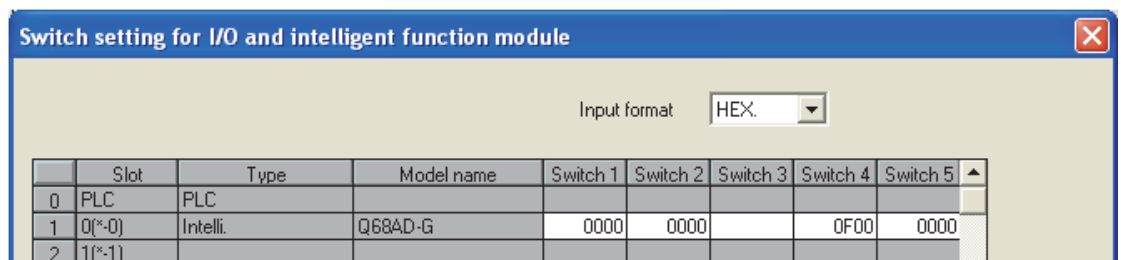 Switch setting for I/O and intelligent function module
Input format HEX.
Slot Type Model name Switch 1 Switch 2 Switch 3 Switch 4 Switch 5
0 PLC PLC
1 0(*-0) Intelli. Q68AD-G 0000 0000 0F00 0000
2 1(*-1)